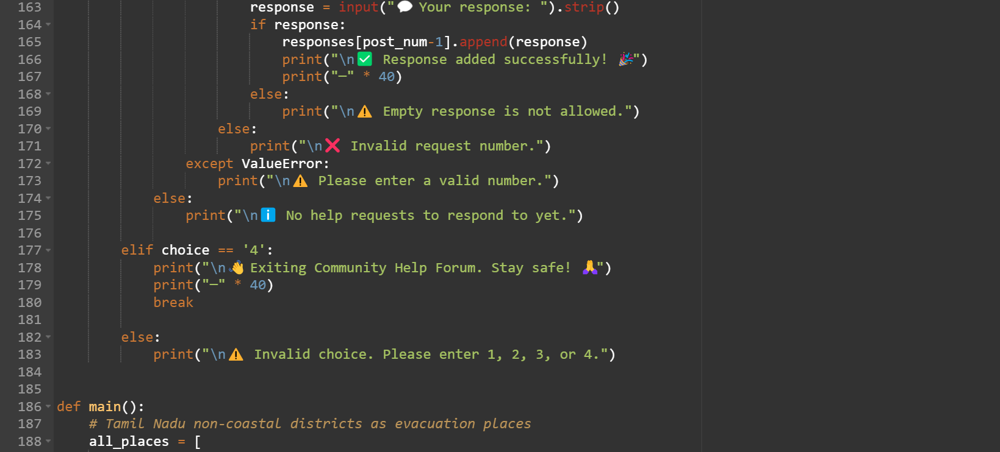 163                         response = input("💬 Your response: ").strip()
164                         if response:
165                             responses[post_num-1].append(response)
166                             print("\n✅ Response added successfully! 🎉")
167                             print("─" * 40)
168                         else:
169                             print("\n⚠️ Empty response is not allowed.")
170                     else:
171                         print("\n❌ Invalid request number.")
172                 except ValueError:
173                     print("\n⚠️ Please enter a valid number.")
174             else:
175                 print("\nℹ️ No help requests to respond to yet.")
176
177         elif choice == '4':
178             print("\n👋 Exiting Community Help Forum. Stay safe! 🙏")
179             print("─" * 40)
180             break
181
182         else:
183             print("\n⚠️ Invalid choice. Please enter 1, 2, 3, or 4.")
184
185
186 def main():
187     # Tamil Nadu non-coastal districts as evacuation places
188     all_places = [